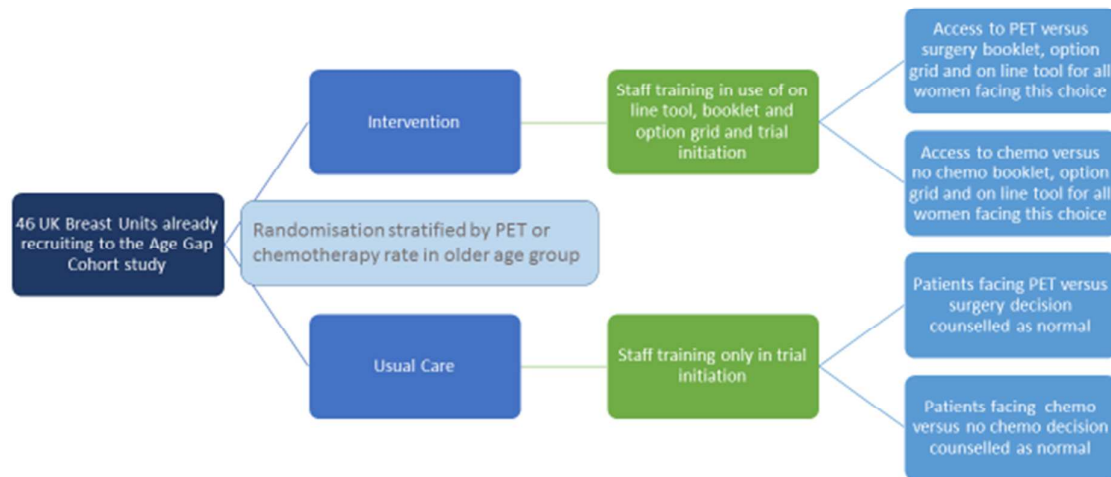 46 UK Breast Units already
recruiting to the Age Gap
Cohort study
Randomisation stratified by PET or
chemotherapy rate in older age group
Intervention
Staff training in use of on
line tool, booklet and
option grid and trial
initiation
Access to PET versus
surgery booklet, option
grid and on line tool for all
women facing this choice
Access to chemo versus
no chemo booklet, option
grid and on line tool for all
women facing this choice
Usual Care
Staff training only in trial
initiation
Patients facing PET versus
surgery decision
counselled as normal
Patients facing chemo
versus no chemo decision
counselled as normal